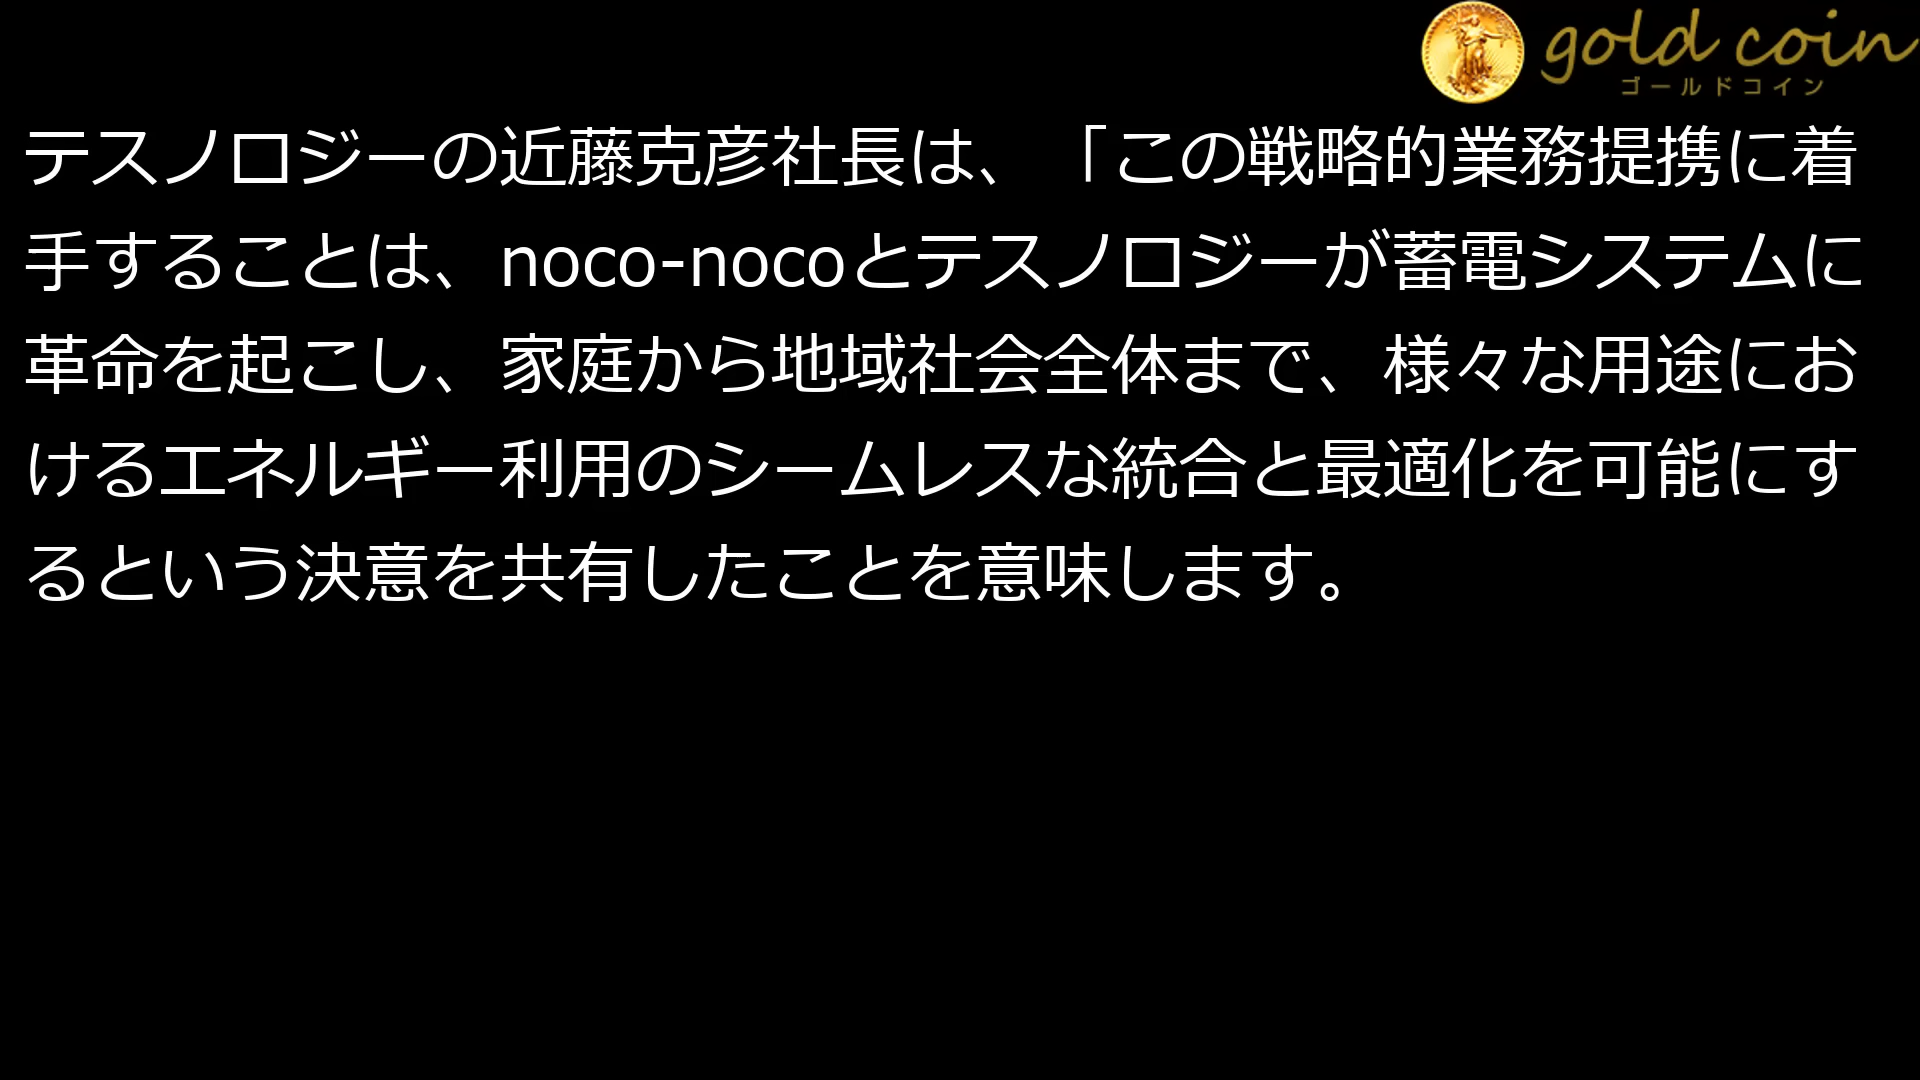 gold coin
ゴールドコイン
テスノロジーの近藤克彦社長は、「この戦略的業務提携に着
手することは、noco-nocoとテスノロジーが蓄電システムに
革命を起こし、家庭から地域社会全体まで、様々な用途にお
けるエネルギー利用のシームレスな統合と最適化を可能にす
るという決意を共有したことを意味します。